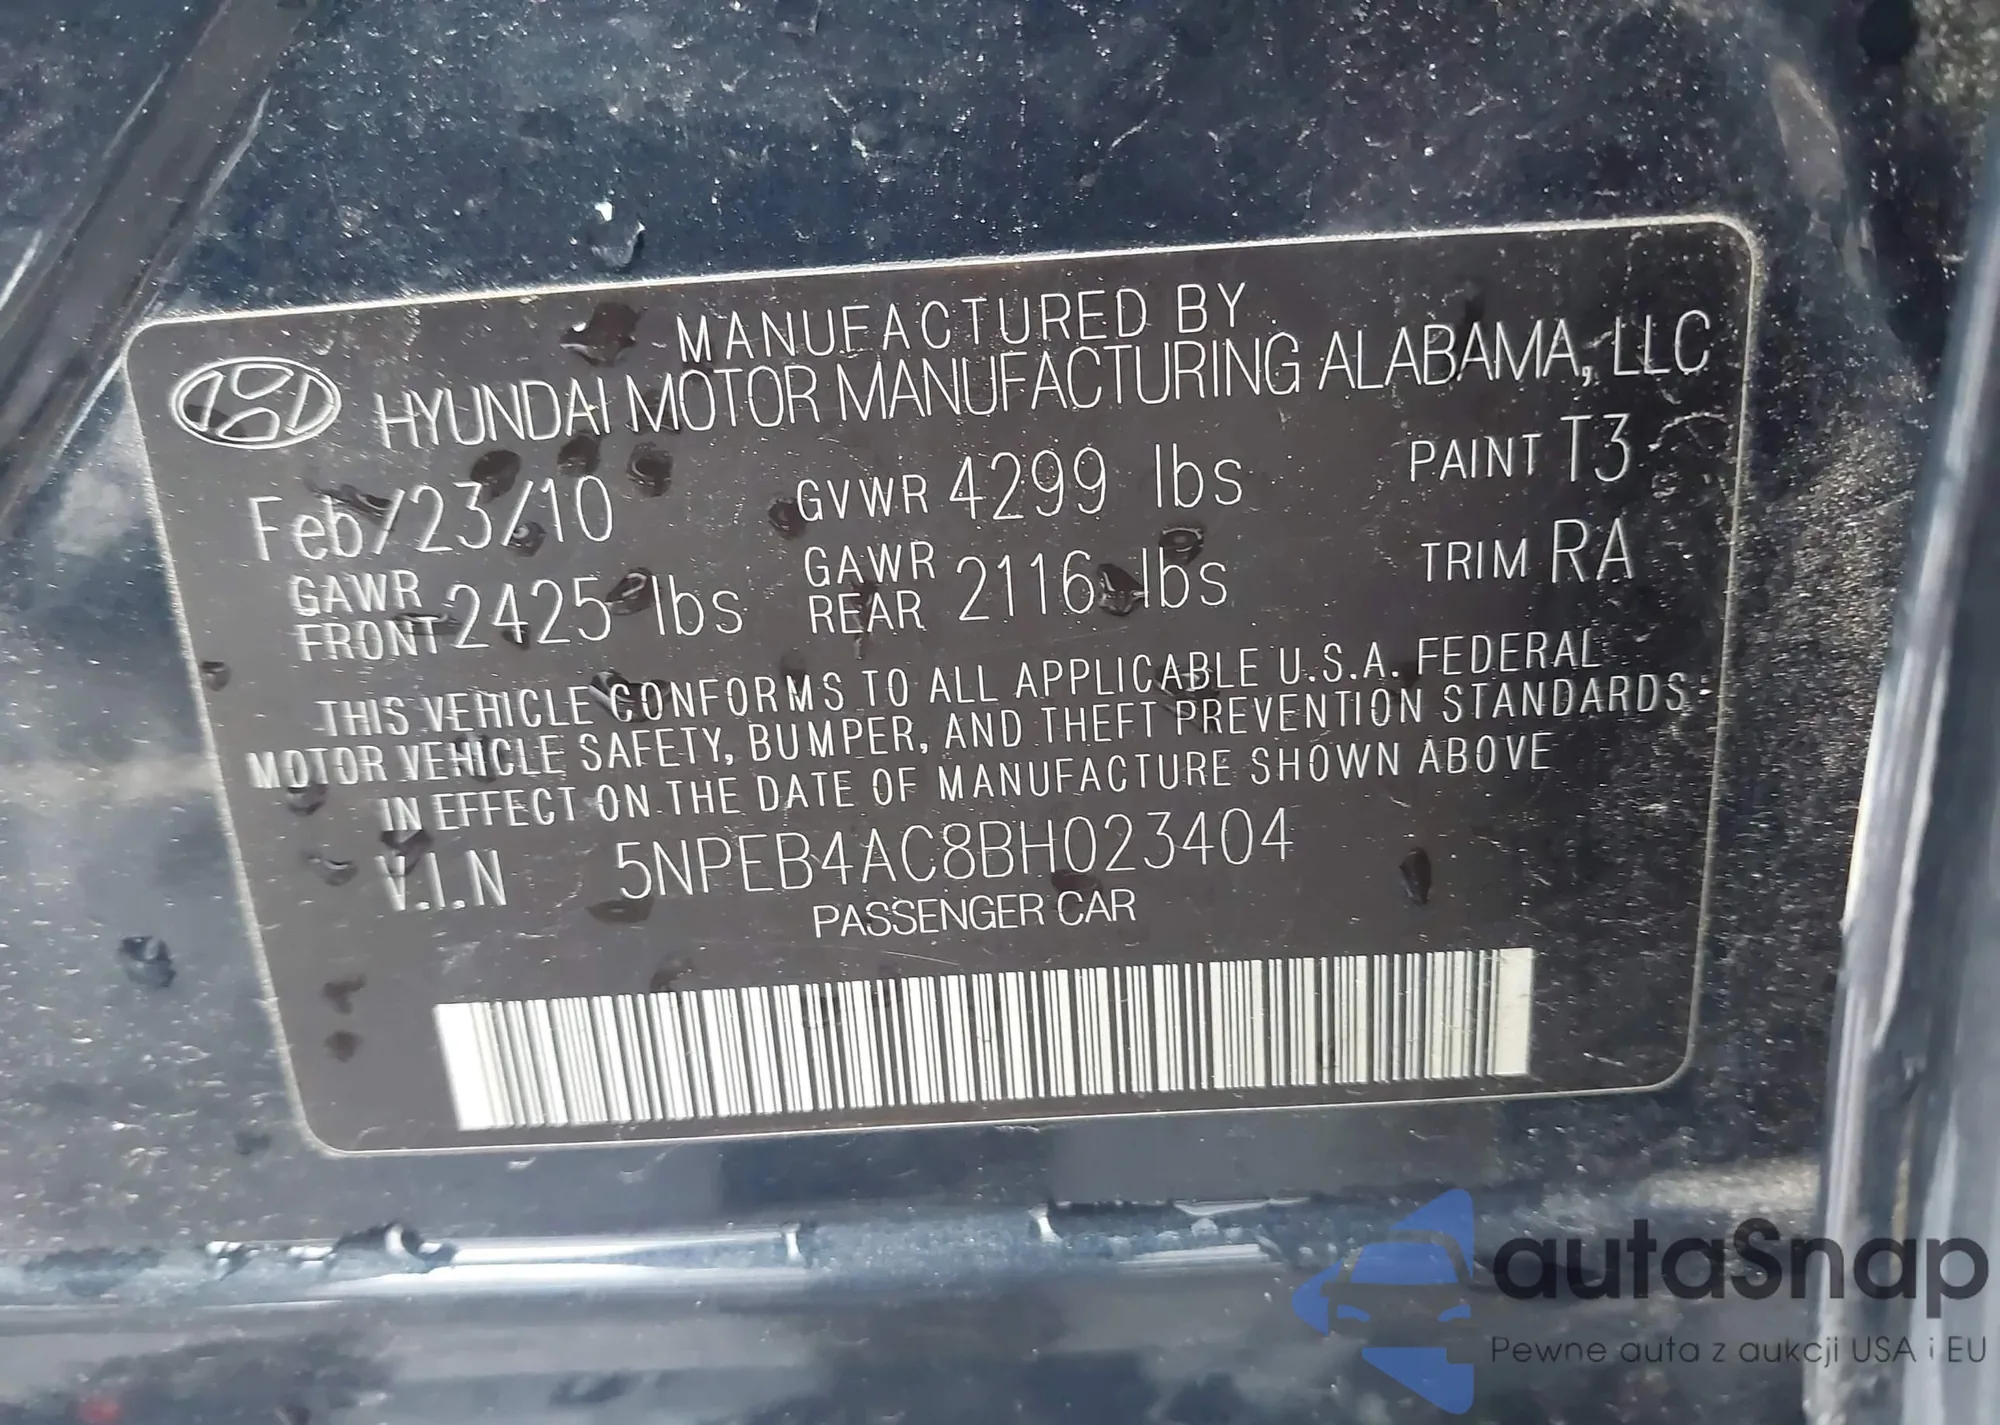 MANUFACTURED BY
HYUNDAI MOTOR MANUFACTURING ALABAMA, LLC
Feb/23/10 GVWR 4299 lbs PAINT T3
GAWR FRONT 2425 lbs GAWR REAR 2116 lbs TRIM RA
THIS VEHICLE CONFORMS TO ALL APPLICABLE U.S.A. FEDERAL
MOTOR VEHICLE SAFETY, BUMPER, AND THEFT PREVENTION STANDARDS
IN EFFECT ON THE DATE OF MANUFACTURE SHOWN ABOVE
V.I.N 5NPEB4AC8BH023404
PASSENGER CAR
autaSnap
Pewne auta z aukcji USA i EU